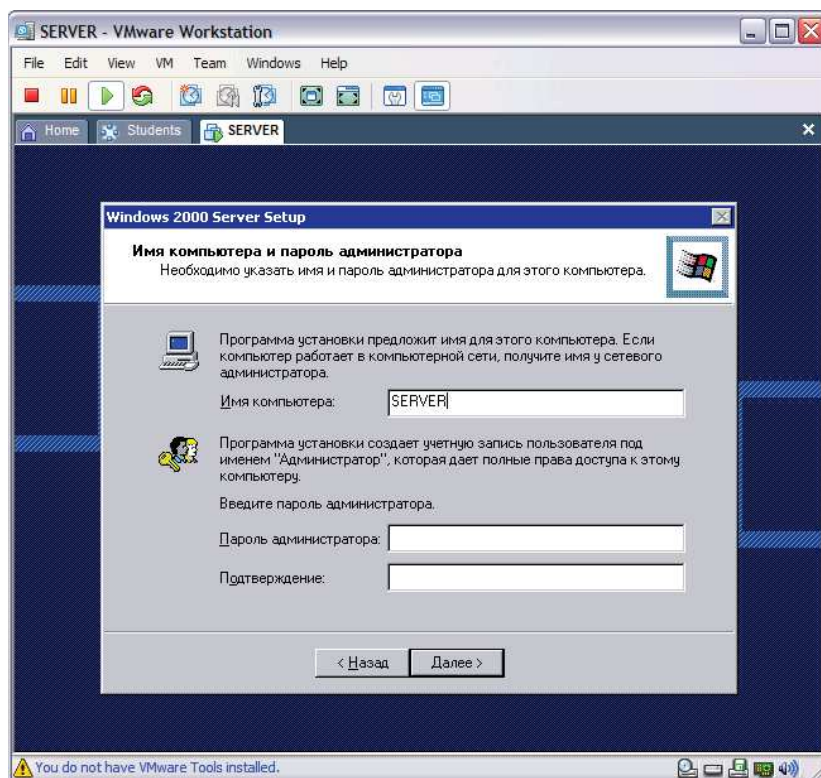 SERVER - VMware Workstation
File Edit View VM Team Windows Help
Home Students SERVER
Windows 2000 Server Setup
Имя компьютера и пароль администратора
Необходимо указать имя и пароль администратора для этого компьютера.
Программа установки предложит имя для этого компьютера. Если
компьютер работает в компьютерной сети, получите имя у сетевого
администратора.
Имя компьютера: SERVER
Программа установки создает учетную запись пользователя под
именем "Администратор", которая дает полные права доступа к этому
компьютеру.
Введите пароль администратора.
Пароль администратора:
Подтверждение:
< Назад Далее >
You do not have VMware Tools installed.